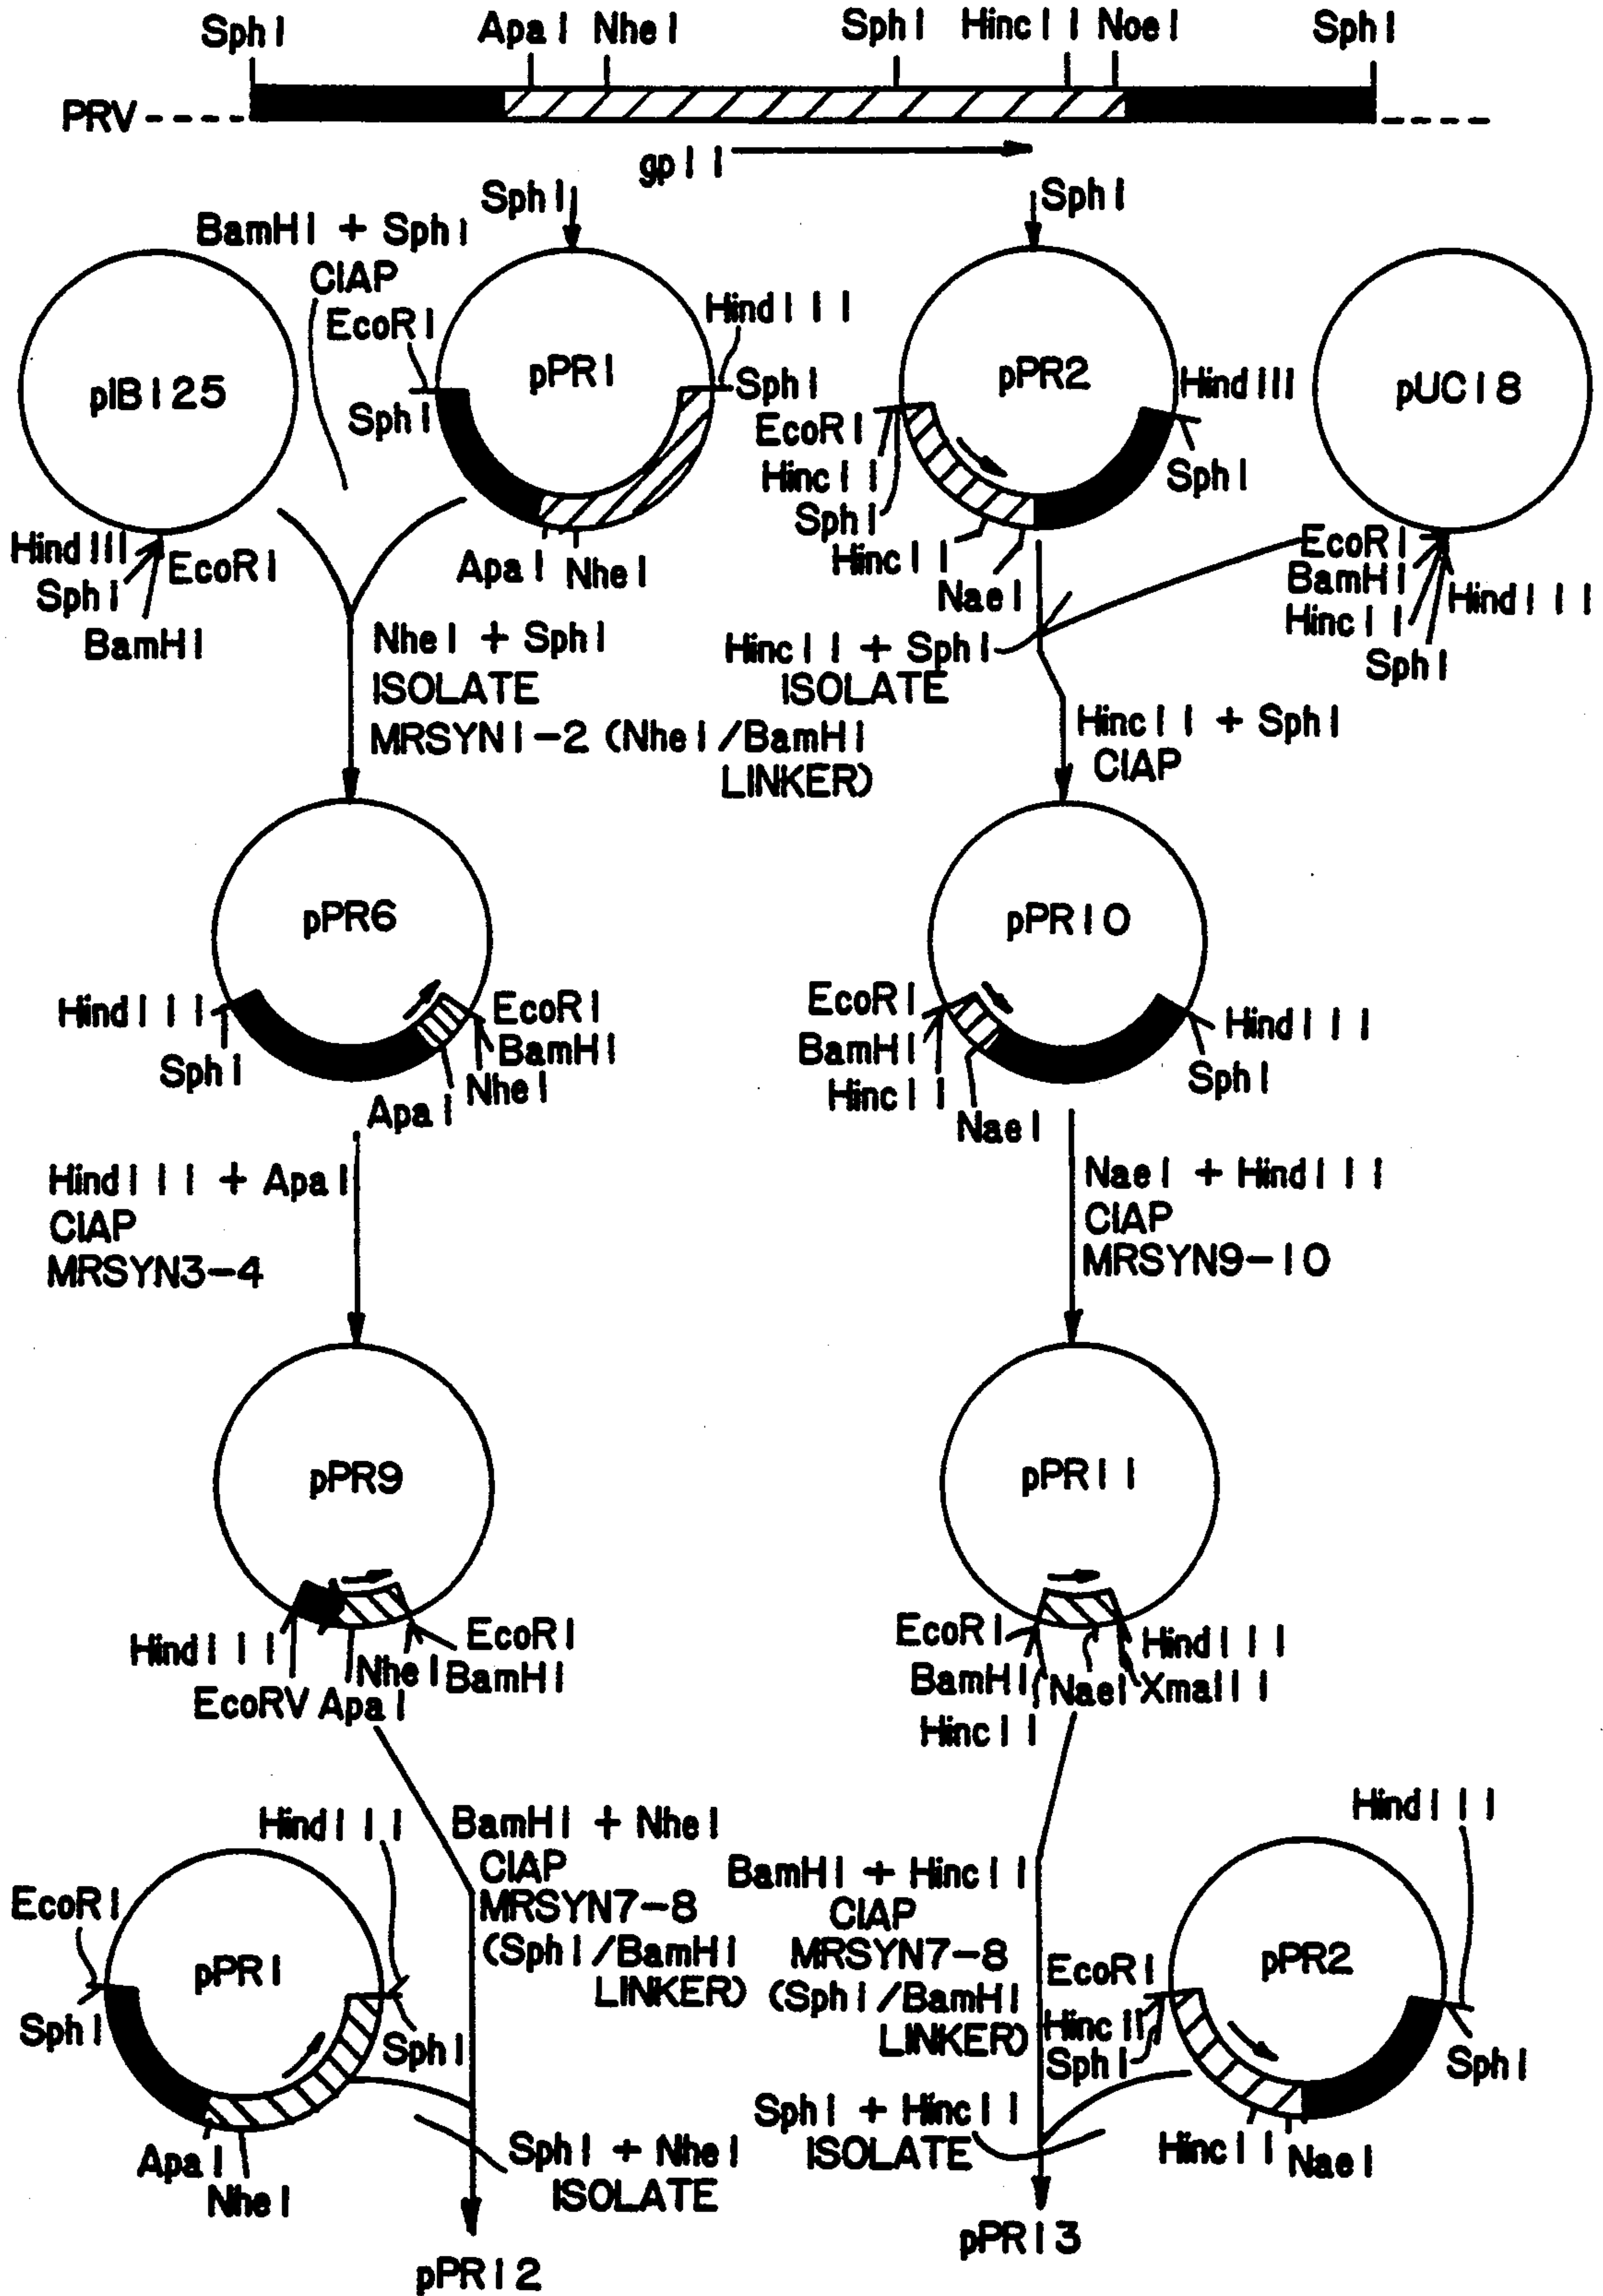 Sph I
Apa I
Nhe I
Sph I
Hinc I I
Noe I
Sph I
PRV
gp I I
Sph I
Sph I
BamHI + Sph I
CIAP
EcoR I
Hind I I I
pIB I 25
pPR I
pPR2
pUC I 8
Sph I
Sph I
Hind I I I
EcoR I
Hinc I I
Sph I
Sph I
Hind I I I
EcoR I
Sph I
BamH I
Apa I
Nhe I
Hinc I I
Nae I
EcoR I
BamH I
Hinc I I
Hind I I I
Sph I
Nhe I + Sph I
ISOLATE
MRSYN I-2 (Nhe I /BamH I
LINKER)
Hinc I I + Sph I
ISOLATE
Hinc I I + Sph I
CIAP
pPR6
pPR I 0
Hind I I I
Sph I
EcoR I
BamH I
Nhe I
Apa I
EcoR I
BamH I
Hinc I I
Nae I
Hind I I I
Sph I
Hind I I I + Apa I
CIAP
MRSYN3-4
Nae I + Hind I I I
CIAP
MRSYN9-I 0
pPR9
pPR I I
Hind I I I
EcoRV
Apa I
Nhe I
EcoR I
BamH I
EcoR I
BamH I
Hinc I I
Nae I
Hind I I I
XmaI I I
Hind I I I
BamH I + Nhe I
CIAP
MRSYN7-8
(Sph I /BamH I
LINKER)
BamH I + Hinc I I
CIAP
MRSYN7-8
(Sph I /BamH I
LINKER)
Hind I I I
EcoR I
pPR I
Sph I
Sph I
Apa I
Nhe I
EcoR I
Hinc II
Sph I
pPR2
Sph I
Hinc I I
Nae I
Sph I + Nhe I
ISOLATE
Sph I + Hinc I I
ISOLATE
pPR I 2
pPR I 3